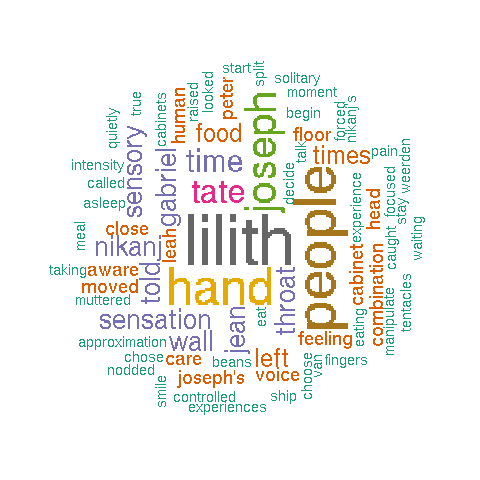 start
split
solitary
moment
begin
true
cabinets
human
raised
looked
peter
joseph
forced
nikanj's
quietly
sensory
food
floor
talk
times
pain
intensity
called
asleep
gabriel
time
tate
decide
people
experience
head
focused
stay
weerden
meal
close
leah
lilith
caught
waiting
nikanj
taking
aware
moved
muttered
told
hand
throat
cabinet
combination
manipulate
tentacles
sensation
eat
jean
wall
feeling
eating
approximation
chose
nodded
care
beans
left
van
fingers
joseph's
voice
choose
smile
controlled
ship
experiences